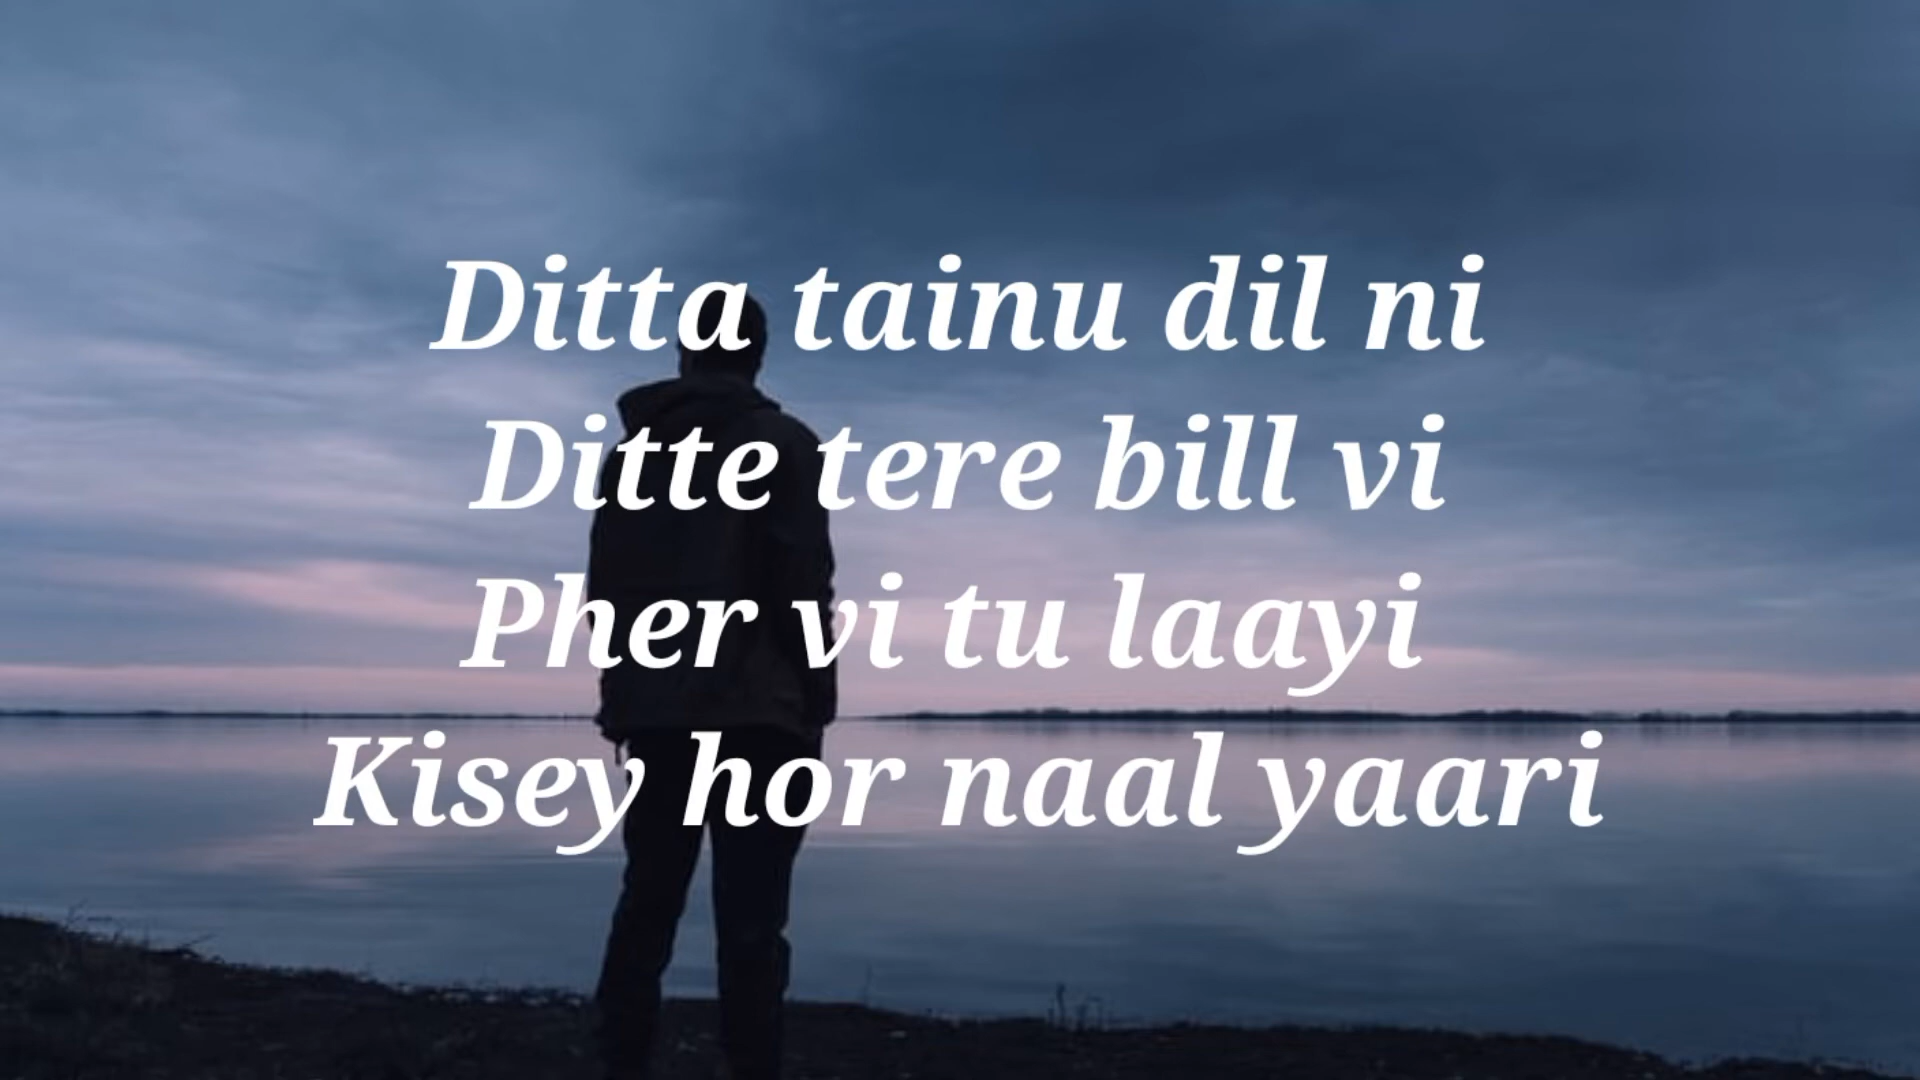 Ditta tainu dil ni
Ditte tere bill vi
Pher vi tu laayi
Kisey hor naal yaari